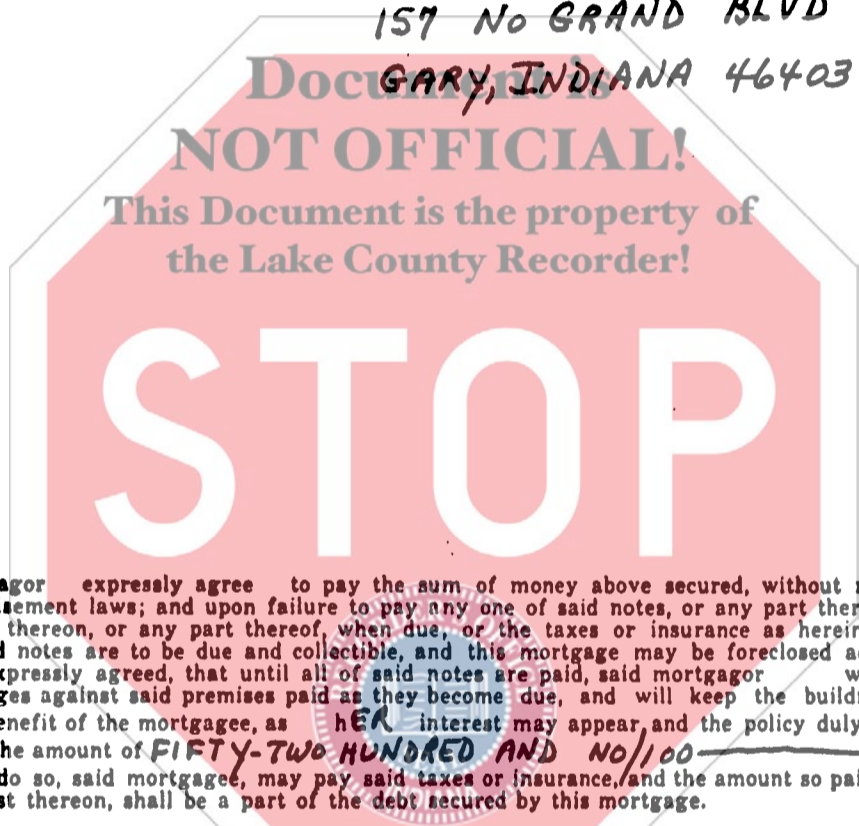 157 No GRAND BLVD
GARY, INDIANA 46403
Document is
NOT OFFICIAL!
This Document is the property of
the Lake County Recorder!
STOP
agor expressly agree to pay the sum of money above secured, without
sement laws; and upon failure to pay any one of said notes, or any part ther
thereon, or any part thereof, when due, or the taxes or insurance as herein
d notes are to be due and collectible, and this mortgage may be foreclosed a
xpressly agreed, that until all of said notes are paid, said mortgagor w
ges against said premises paid as they become due, and will keep the build
enefit of the mortgagee, as hER interest may appear and the policy duly
he amount of FIFTY-TWO HUNDRED AND NO/100
do so, said mortgagee, may pay said taxes or insurance, and the amount so pai
st thereon, shall be a part of the debt secured by this mortgage.
INDIANA